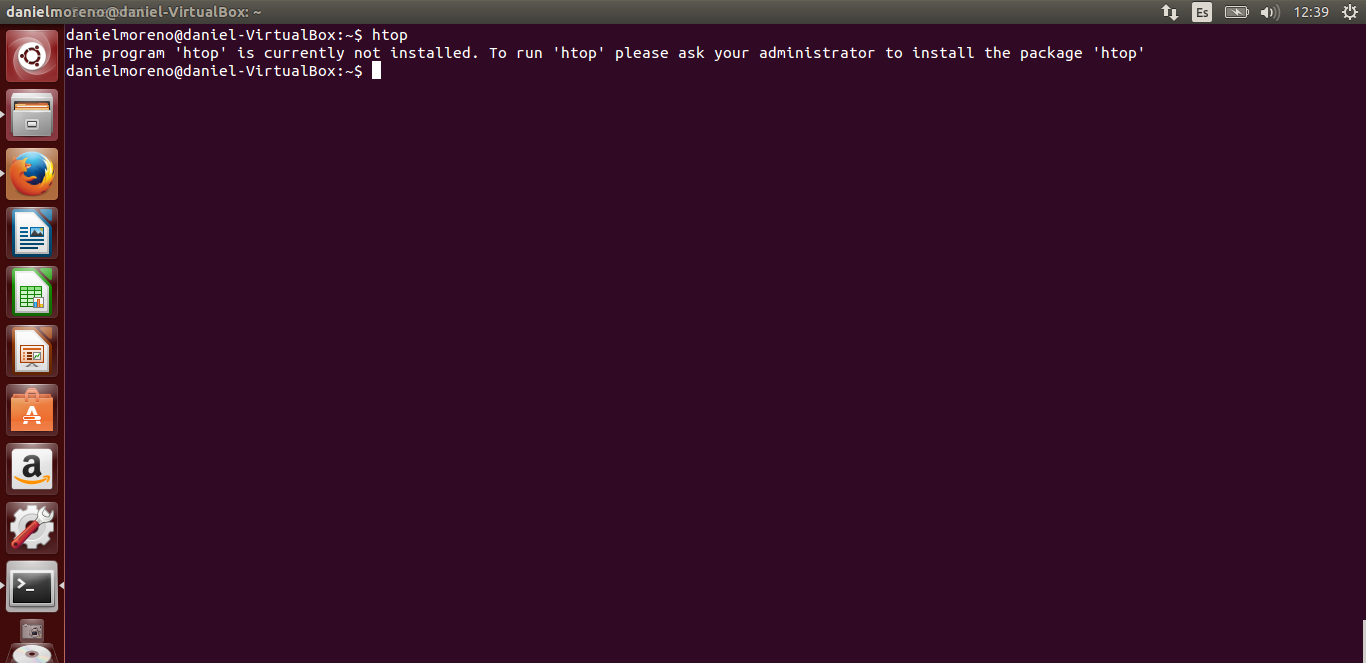 danielmoreno@daniel-VirtualBox: ~
Es
12:39
danielmoreno@daniel-VirtualBox:~$ htop
The program 'htop' is currently not installed. To run 'htop' please ask your administrator to install the package 'htop'
danielmoreno@daniel-VirtualBox:~$
A
a
>_